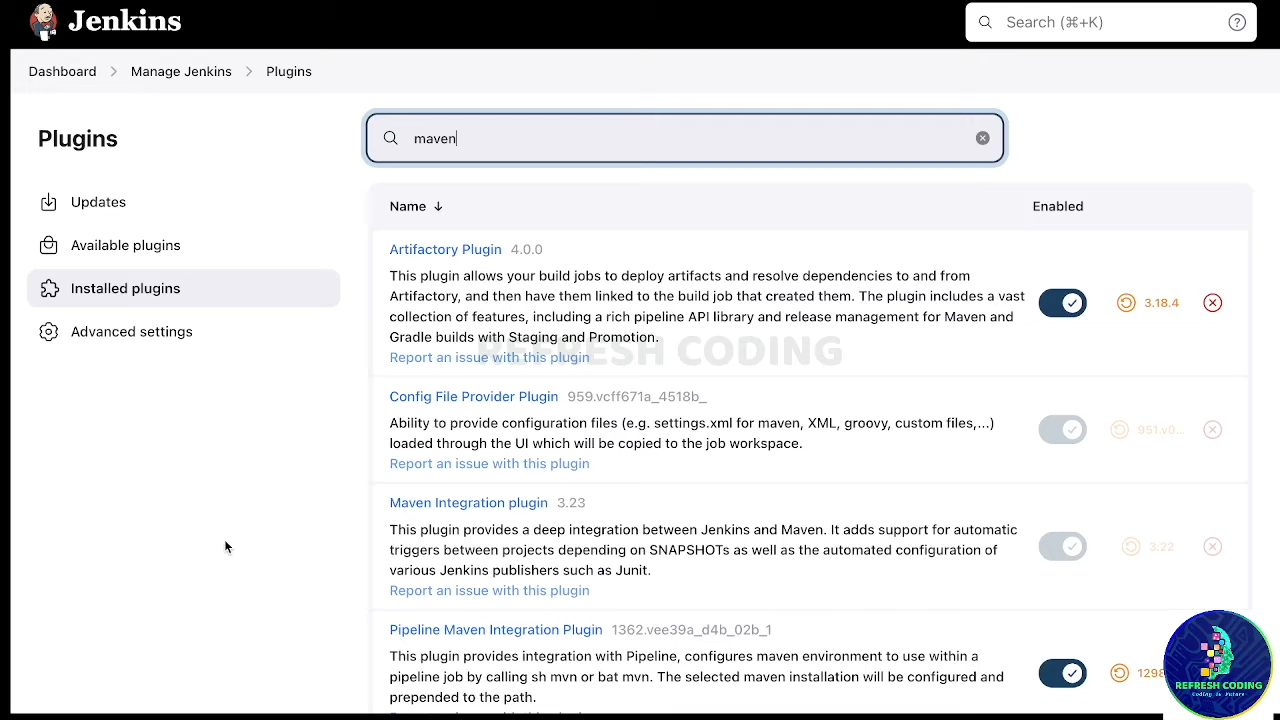 Jenkins
Search (⌘+K)
Dashboard > Manage Jenkins > Plugins
Plugins
maven
Updates
Available plugins
Installed plugins
Advanced settings
Name ↓ Enabled
Artifactory Plugin 4.0.0
This plugin allows your build jobs to deploy artifacts and resolve dependencies to and from
Artifactory, and then have them linked to the build job that created them. The plugin includes a vast
collection of features, including a rich pipeline API library and release management for Maven and
Gradle builds with Staging and Promotion.
Report an issue with this plugin
3.18.4
REFRESH CODING
Config File Provider Plugin 959.vcff671a_4518b_
Ability to provide configuration files (e.g. settings.xml for maven, XML, groovy, custom files,...)
loaded through the UI which will be copied to the job workspace.
Report an issue with this plugin
951.v0...
Maven Integration plugin 3.23
This plugin provides a deep integration between Jenkins and Maven. It adds support for automatic
triggers between projects depending on SNAPSHOTs as well as the automated configuration of
various Jenkins publishers such as Junit.
Report an issue with this plugin
3.22
Pipeline Maven Integration Plugin 1362.vee39a_d4b_02b_1
This plugin provides integration with Pipeline, configures maven environment to use within a
pipeline job by calling sh mvn or bat mvn. The selected maven installation will be configured and
prepended to the path.
1298
REFRESH CODING
Coding is Future